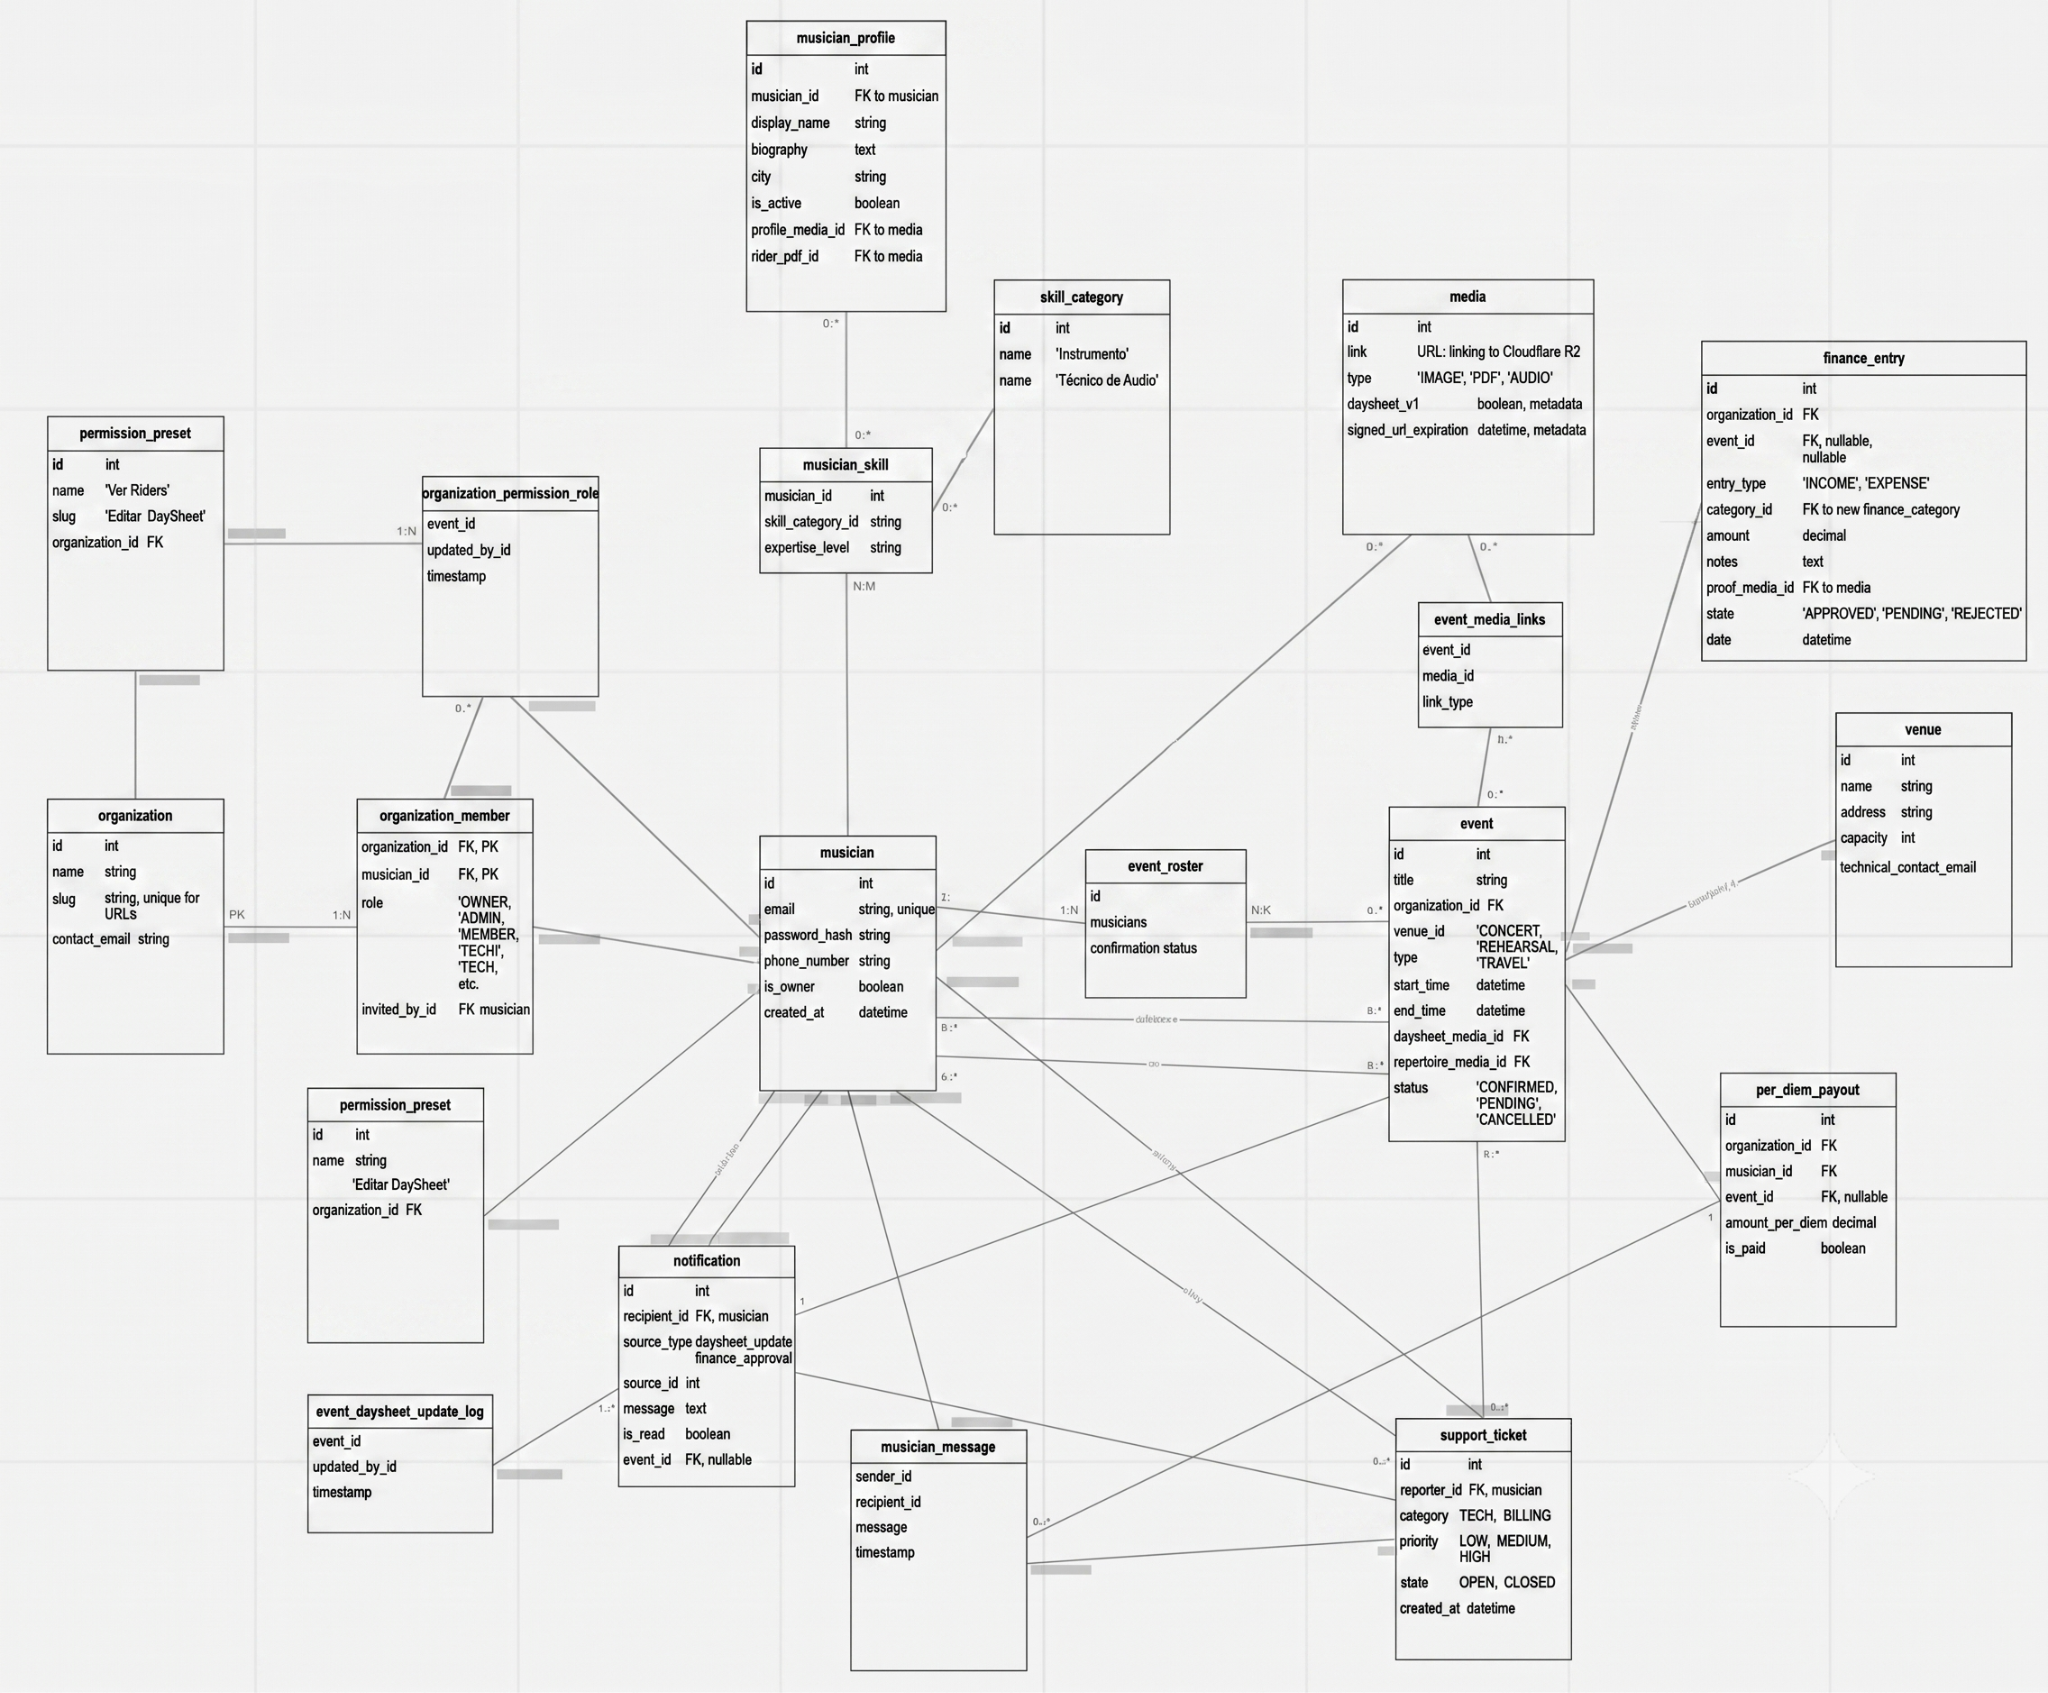 musician_profile
id int
musician_id FK to musician
display_name string
biography text
city string
is_active boolean
profile_media_id FK to media
rider_pdf_id FK to media
0:*
skill_category
id int
name 'Instrumento'
name 'Técnico de Audio'
media
id int
link URL: linking to Cloudflare R2
type 'IMAGE', 'PDF', 'AUDIO'
daysheet_v1 boolean, metadata
signed_url_expiration datetime, metadata
0:*
0.*
finance_entry
id int
organization_id FK
event_id FK, nullable,
nullable
entry_type 'INCOME', 'EXPENSE'
category_id FK to new finance_category
amount decimal
notes text
proof_media_id FK to media
state 'APPROVED', 'PENDING', 'REJECTED'
date datetime
permission_preset
id int
name 'Ver Riders'
slug 'Editar DaySheet'
organization_id FK
1:N
organization_permission_role
event_id
updated_by_id
timestamp
0.*
0:*
musician_skill
musician_id int
skill_category_id string
expertise_level string
0:*
N:M
event_media_links
event_id
media_id
link_type
0:*
venue
id int
name string
address string
capacity int
technical_contact_email
organization
id int
name string
slug string, unique for
URLs
contact_email string
PK
1:N
organization_member
organization_id FK, PK
musician_id FK, PK
role 'OWNER,
'ADMIN,
'MEMBER,
'TECHI',
'TECH,
etc.
invited_by_id FK musician
musician
id int
email string, unique
password_hash string
phone_number string
is_owner boolean
created_at datetime
1:N
event_roster
id
musicians
confirmation status
N:K
0.*
event
id int
title string
organization_id FK
venue_id 'CONCERT,
'REHEARSAL,
type 'TRAVEL'
start_time datetime
end_time datetime
daysheet_media_id FK
repertoire_media_id FK
status 'CONFIRMED,
'PENDING',
'CANCELLED'
B:*
B:*
6:*
B:*
R:*
permission_preset
id int
name string
'Editar DaySheet'
organization_id FK
per_diem_payout
id int
organization_id FK
musician_id FK
event_id FK, nullable
amount_per_diem decimal
is_paid boolean
1
notification
id int
recipient_id FK, musician
source_type daysheet_update
finance_approval
source_id int
message text
is_read boolean
event_id FK, nullable
1
1.:*
event_daysheet_update_log
event_id
updated_by_id
timestamp
musician_message
sender_id
recipient_id
message
timestamp
0..:*
0..:*
0..:*
support_ticket
id int
reporter_id FK, musician
category TECH, BILLING
priority LOW, MEDIUM,
HIGH
state OPEN, CLOSED
created_at datetime